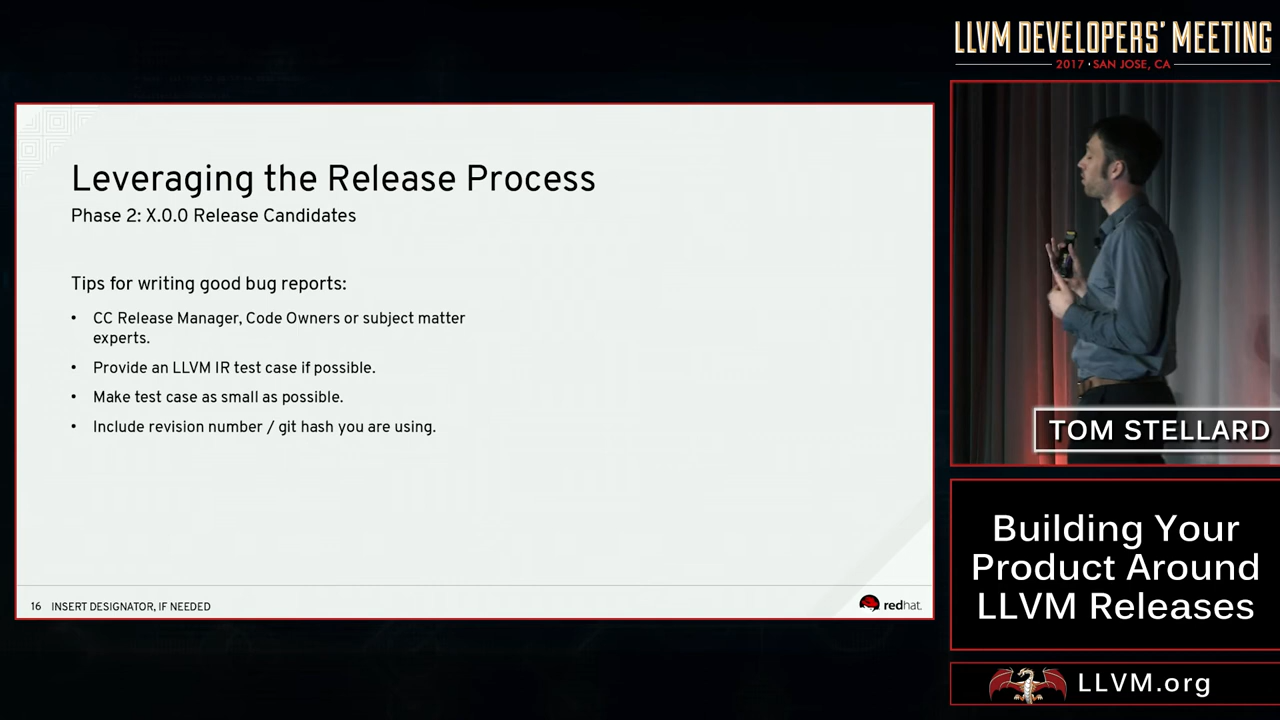 LLVM DEVELOPERS' MEETING
2017 • SAN JOSE, CA
Leveraging the Release Process
Phase 2: X.0.0 Release Candidates
Tips for writing good bug reports:
• CC Release Manager, Code Owners or subject matter
experts.
• Provide an LLVM IR test case if possible.
• Make test case as small as possible.
• Include revision number / git hash you are using.
16 INSERT DESIGNATOR, IF NEEDED
redhat.
TOM STELLARD
Building Your
Product Around
LLVM Releases
LLVM.org